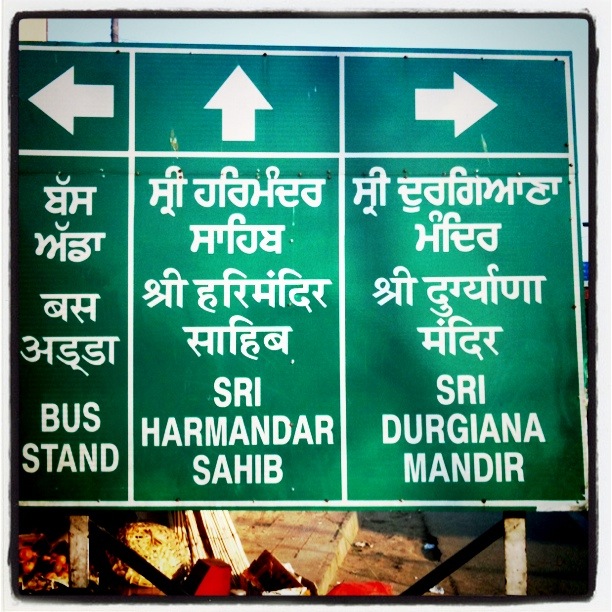 ਬੱਸ
ਅੱਡਾ
बस
अड्डा
BUS
STAND
ਸ੍ਰੀ ਹਰਿਮੰਦਰ
ਸਾਹਿਬ
श्री हरिमंदिर
साहिब
SRI
HARMANDAR
SAHIB
ਸ੍ਰੀ ਦੁਰਗਿਆਣਾ
ਮੰਦਿਰ
श्री दुर्ग्याणा
मंदिर
SRI
DURGIANA
MANDIR